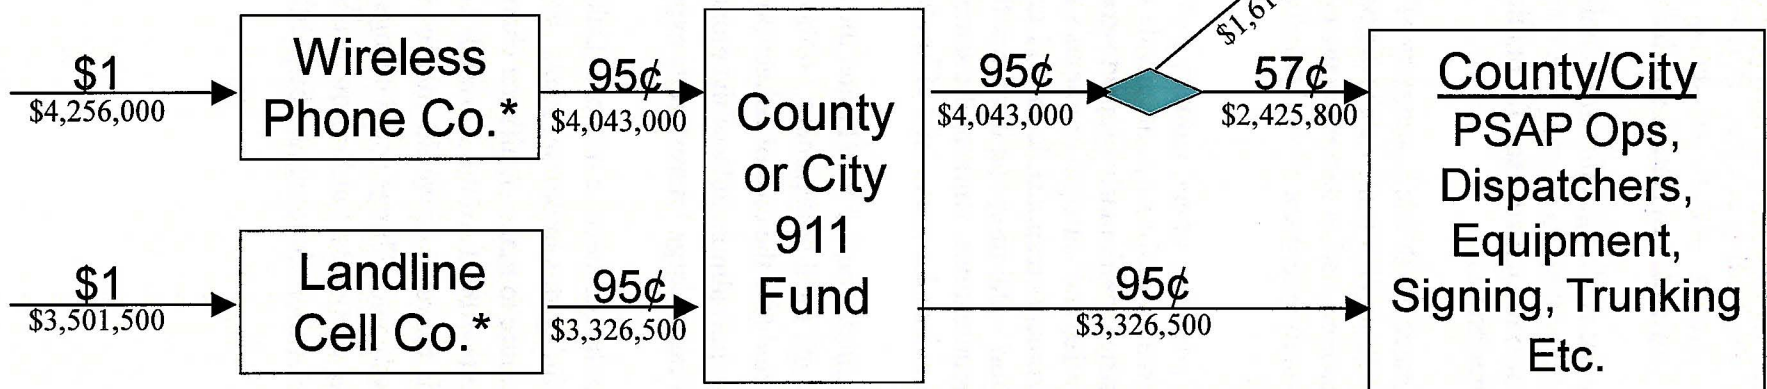 $1
$4,256,000
Wireless
Phone Co.*
95¢
$4,043,000
County
or City
911
Fund
95¢
$4,043,000
57¢
$2,425,800
County/City
PSAP Ops,
Dispatchers,
Equipment,
Signing, Trunking
Etc.
$1
$3,501,500
Landline
Cell Co.*
95¢
$3,326,500
95¢
$3,326,500